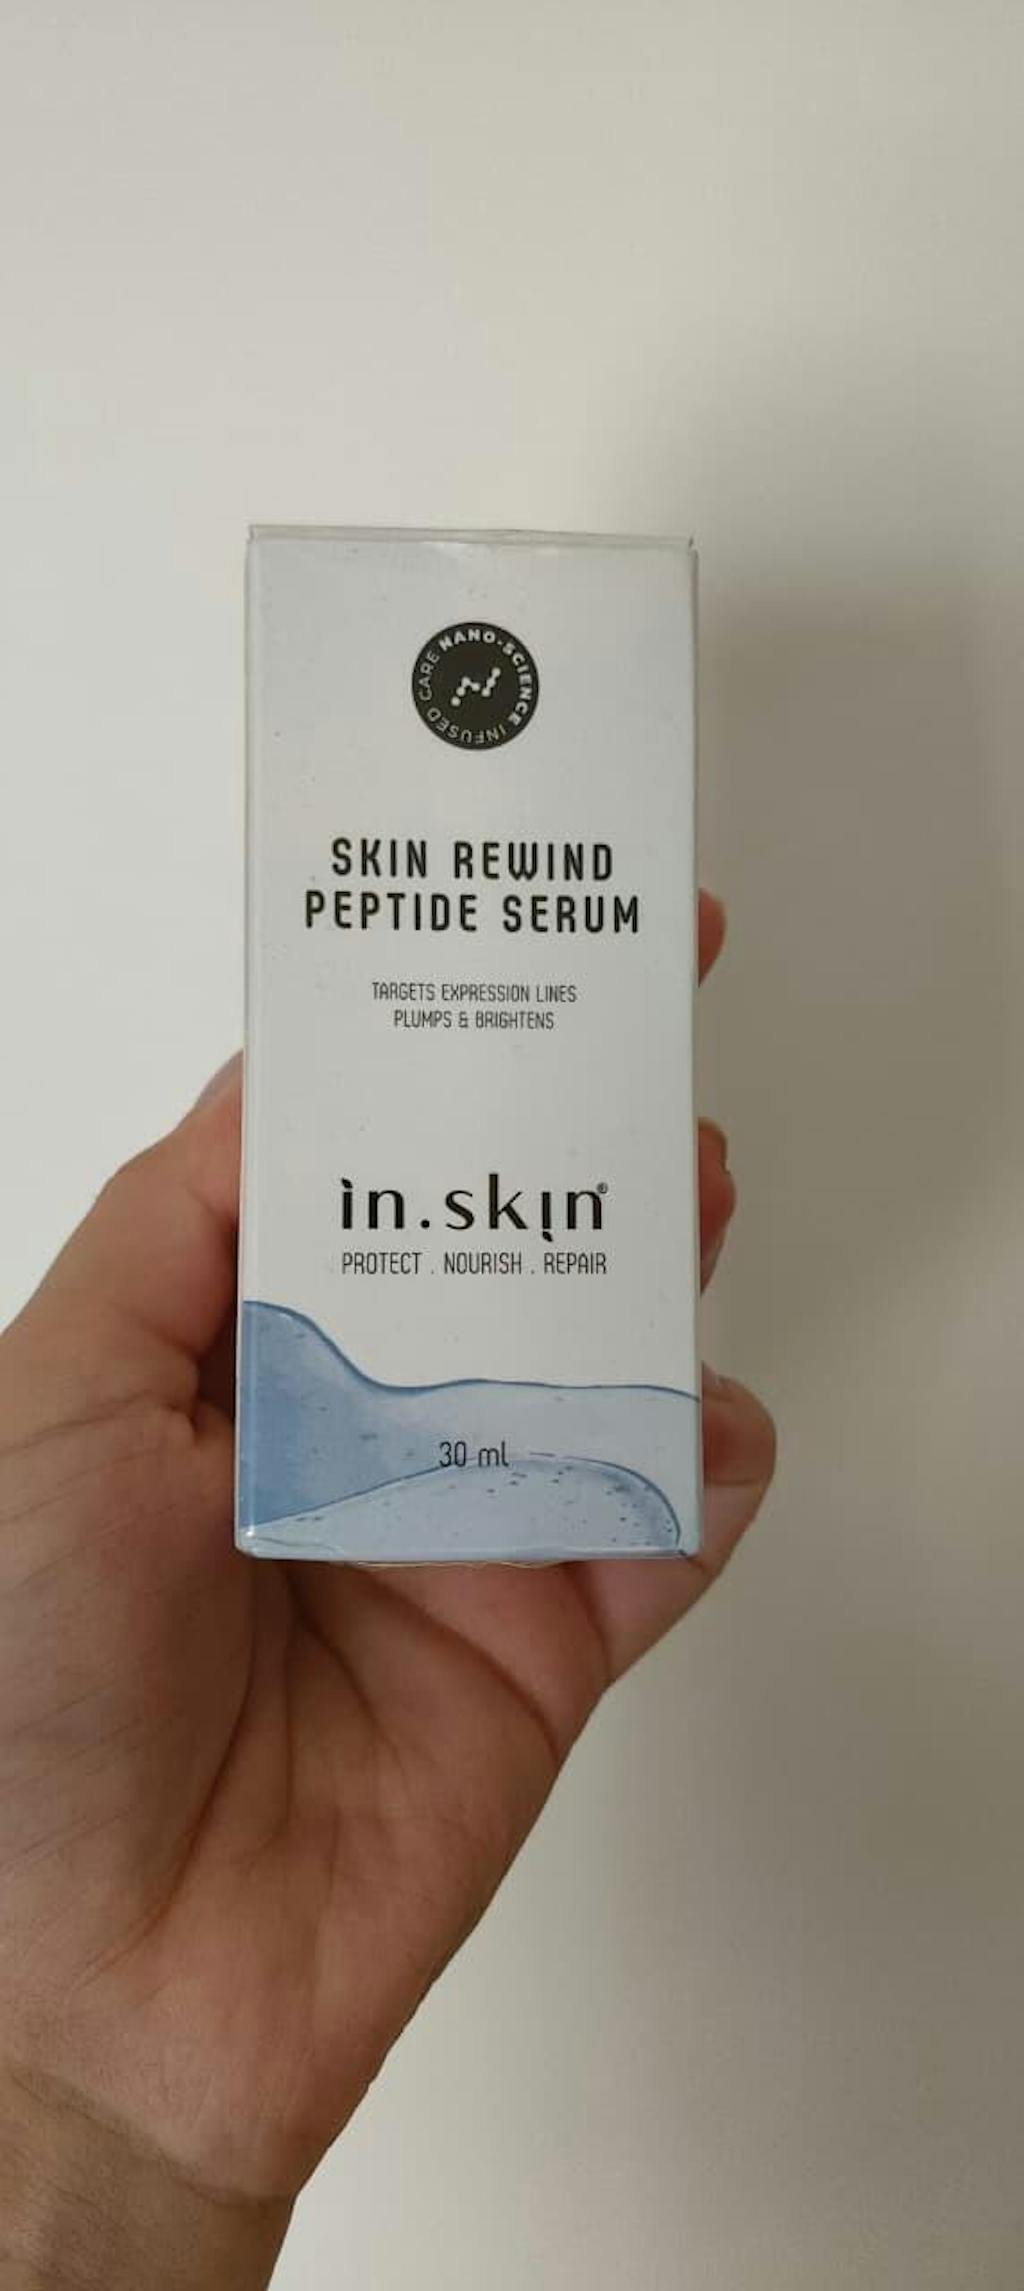 NANO-SCIENCE INFUSED CARE
SKIN REWIND
PEPTIDE SERUM
TARGETS EXPRESSION LINES
PLUMPS & BRIGHTENS
in.skin®
PROTECT . NOURISH . REPAIR
30 ml